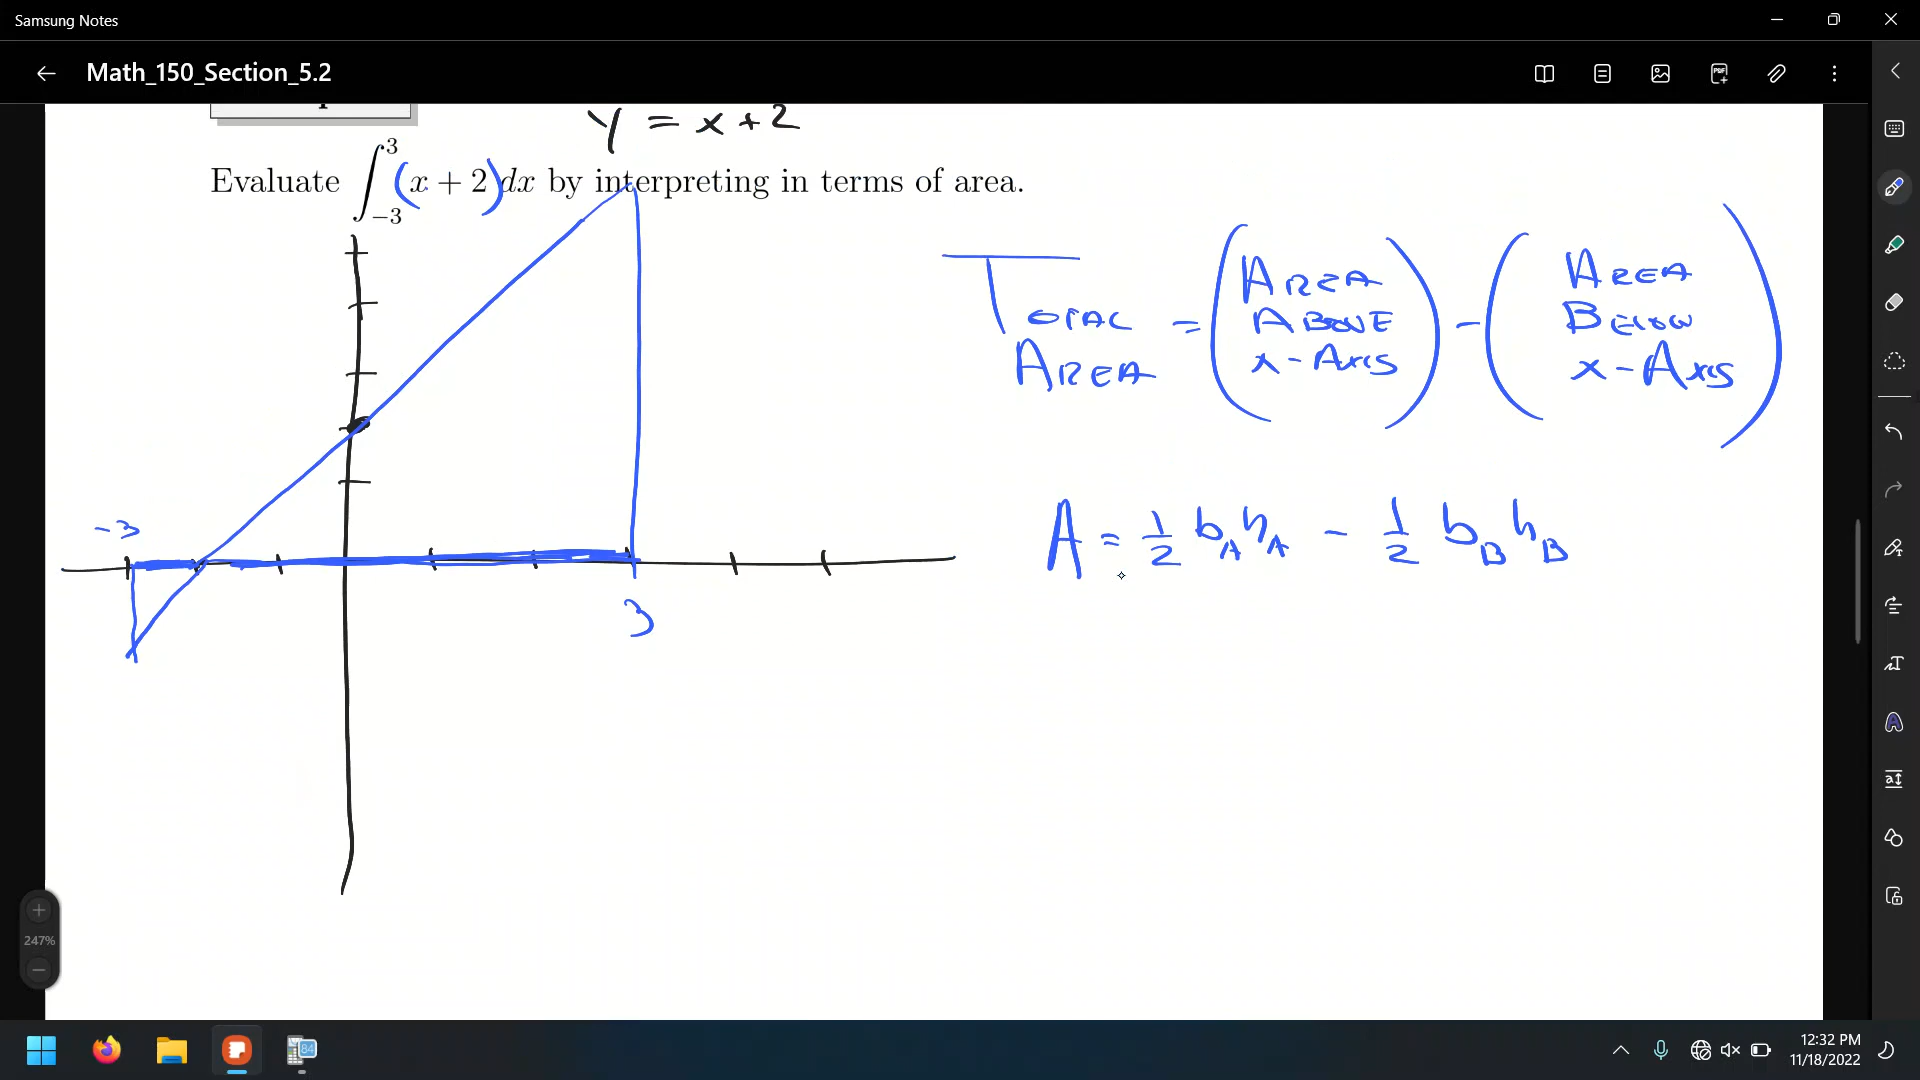 Samsung Notes
Math_150_Section_5.2
y = x + 2
Evaluate ∫_{-3}^{3} (x + 2) dx by interpreting in terms of area.
TOTAL AREA = (AREA ABOVE x-AXIS) - (AREA BELOW x-AXIS)
-3
A = 1/2 b_A h_A - 1/2 b_B h_B
3
247%
84
12:32 PM
11/18/2022